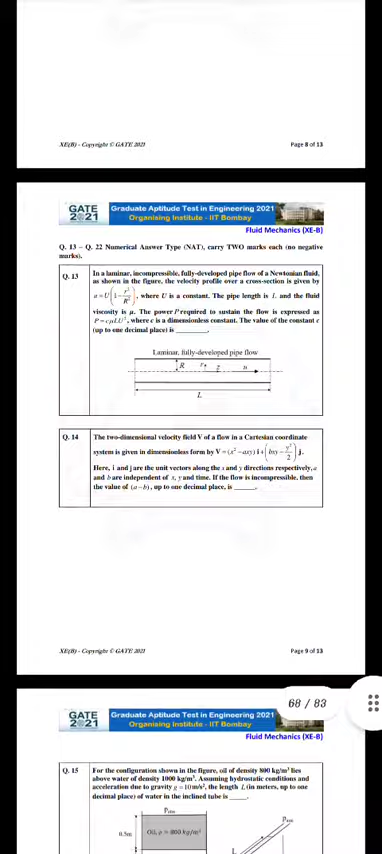 XE(B) - Copyright © GATE 2021
Page 8 of 13
GATE
2021
Graduate Aptitude Test in Engineering 2021
Organising Institute - IIT Bombay
Fluid Mechanics (XE-B)
Q. 13 – Q. 22 Numerical Answer Type (NAT), carry TWO marks each (no negative
marks).
Q. 13
In a laminar, incompressible, fully-developed pipe flow of a Newtonian fluid,
as shown in the figure, the velocity profile over a cross-section is given by
u = U(1 − r²/R²), where U is a constant. The pipe length is L and the fluid
viscosity is μ. The power P required to sustain the flow is expressed as
P = cμLU², where c is a dimensionless constant. The value of the constant c
(up to one decimal place) is ________.
Laminar, fully-developed pipe flow
R r z u
L
Q. 14
The two-dimensional velocity field V of a flow in a Cartesian coordinate
system is given in dimensionless form by V = (x² − axy) i + (bxy − y²/2) j.
Here, i and j are the unit vectors along the x and y directions respectively, a
and b are independent of x, y and time. If the flow is incompressible, then
the value of (a − b), up to one decimal place, is ______.
XE(B) - Copyright © GATE 2021
Page 9 of 13
68 / 83
GATE
2021
Graduate Aptitude Test in Engineering 2021
Organising Institute - IIT Bombay
Fluid Mechanics (XE-B)
Q. 15
For the configuration shown in the figure, oil of density 800 kg/m³ lies
above water of density 1000 kg/m³. Assuming hydrostatic conditions and
acceleration due to gravity g = 10 m/s², the length L (in meters, up to one
decimal place) of water in the inclined tube is _____.
Patm
Patm
0.5m
Oil, ρ = 800 kg/m³
L